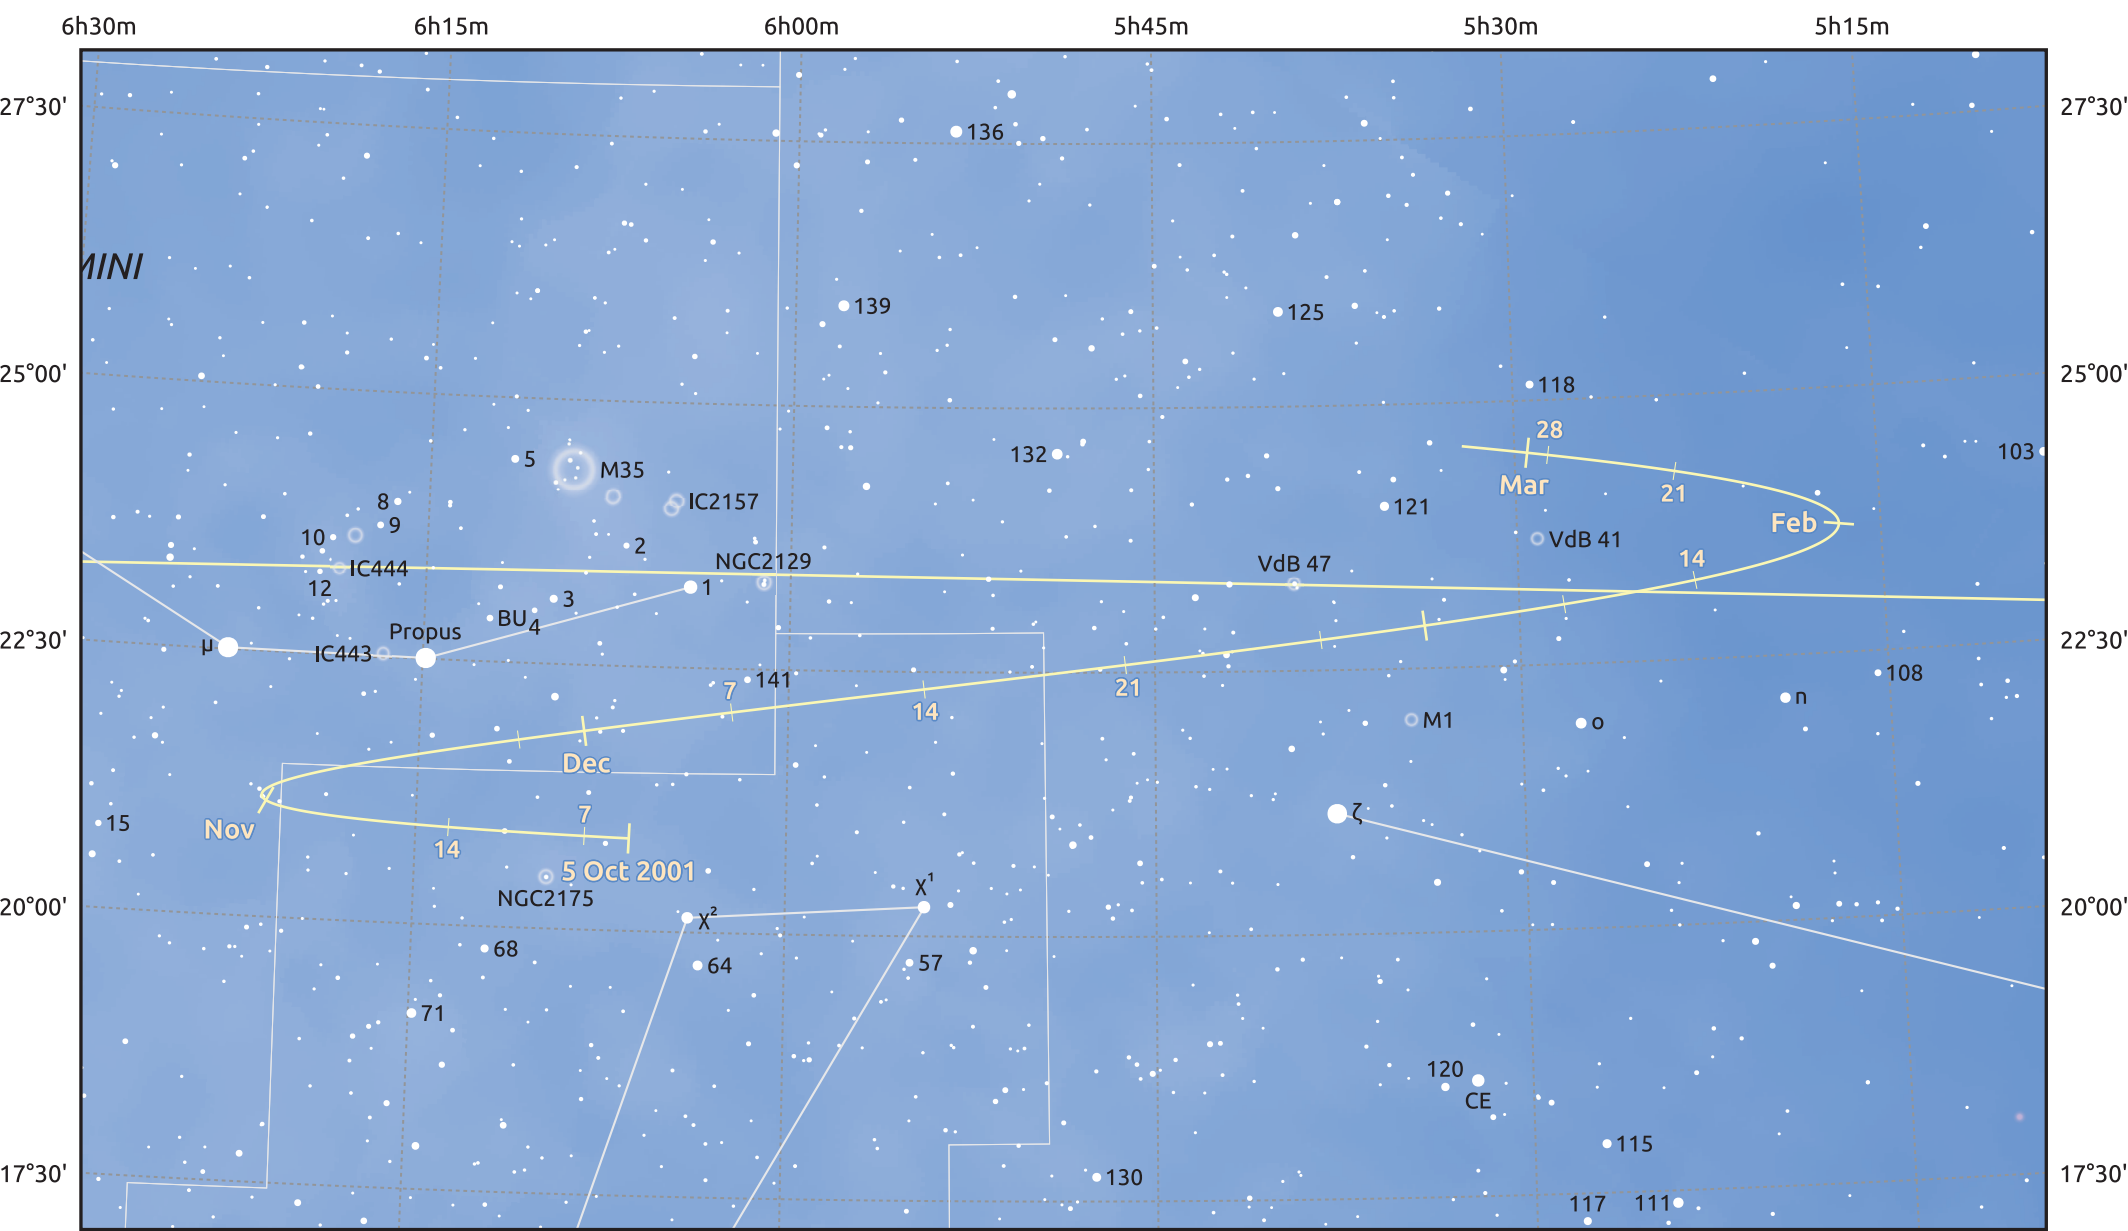 6h30m 6h15m 6h00m 5h45m 5h30m 5h15m
27°30' 27°30'
136
MINI
139
125
25°00' 25°00'
118
28
132
103
5
M35
Mar
21
8
IC2157
121
9
Feb
10
2
VdB 41
NGC2129
14
IC444
VdB 47
12
1
3
BU
4
Propus
22°30' 22°30'
µ
IC443
108
141
7
21
n
14
M1
o
Dec
ζ
7
15
Nov
14
5 Oct 2001
χ¹
NGC2175
20°00' 20°00'
χ²
68
64
57
71
120
CE
115
17°30' 17°30'
130
117
111